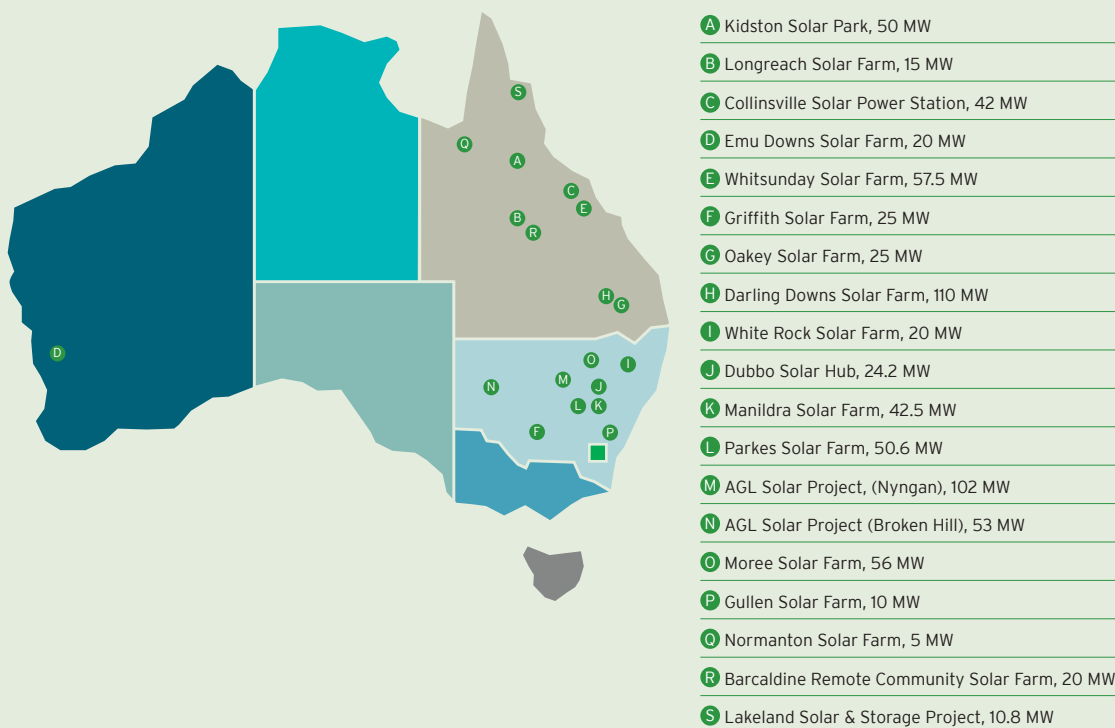 S
Q
A
C
E
B
R
H
G
D
O
I
M
N
J
L
K
F
P
A Kidston Solar Park, 50 MW
B Longreach Solar Farm, 15 MW
C Collinsville Solar Power Station, 42 MW
D Emu Downs Solar Farm, 20 MW
E Whitsunday Solar Farm, 57.5 MW
F Griffith Solar Farm, 25 MW
G Oakey Solar Farm, 25 MW
H Darling Downs Solar Farm, 110 MW
I White Rock Solar Farm, 20 MW
J Dubbo Solar Hub, 24.2 MW
K Manildra Solar Farm, 42.5 MW
L Parkes Solar Farm, 50.6 MW
M AGL Solar Project, (Nyngan), 102 MW
N AGL Solar Project (Broken Hill), 53 MW
O Moree Solar Farm, 56 MW
P Gullen Solar Farm, 10 MW
Q Normanton Solar Farm, 5 MW
R Barcaldine Remote Community Solar Farm, 20 MW
S Lakeland Solar & Storage Project, 10.8 MW